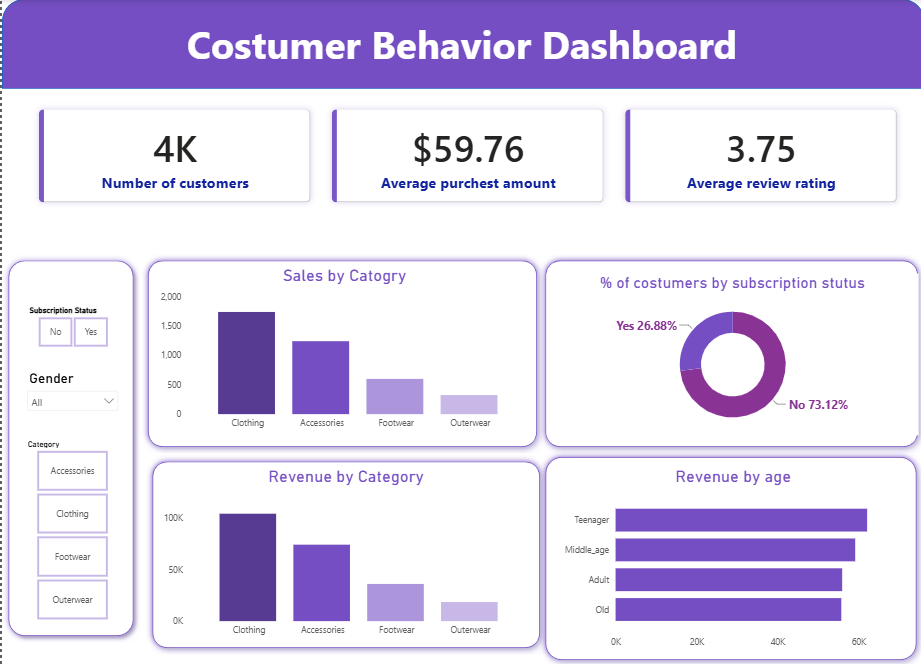 Costumer Behavior Dashboard
4K
Number of customers
$59.76
Average purchest amount
3.75
Average review rating
Subscription Status
No
Yes
Gender
All
Category
Accessories
Clothing
Footwear
Outerwear
Sales by Catogry
2,000
1,500
1,000
500
0
Clothing
Accessories
Footwear
Outerwear
% of costumers by subscription stutus
Yes 26.88%
No 73.12%
Revenue by Category
100K
50K
0K
Clothing
Accessories
Footwear
Outerwear
Revenue by age
Teenager
Middle_age
Adult
Old
0K
20K
40K
60K